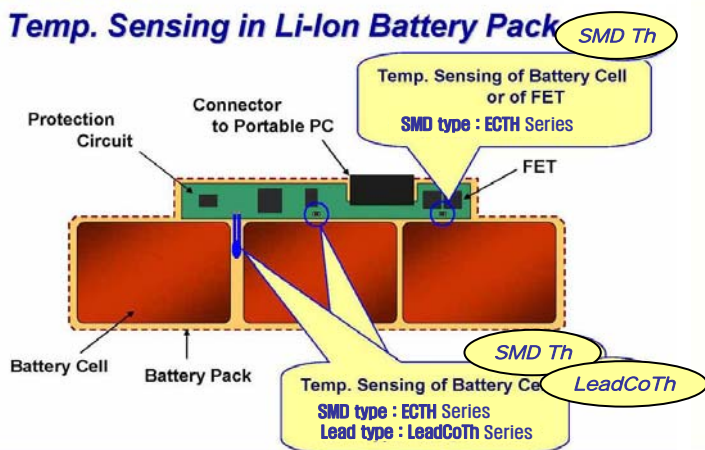 Temp. Sensing in Li-Ion Battery Pack
SMD Th
Temp. Sensing of Battery Cell
or of FET
SMD type : ECTH Series
Connector
to Portable PC
Protection
Circuit
FET
Battery Cell
Battery Pack
SMD Th
LeadCoTh
Temp. Sensing of Battery Ce
SMD type : ECTH Series
Lead type : LeadCoTh Series